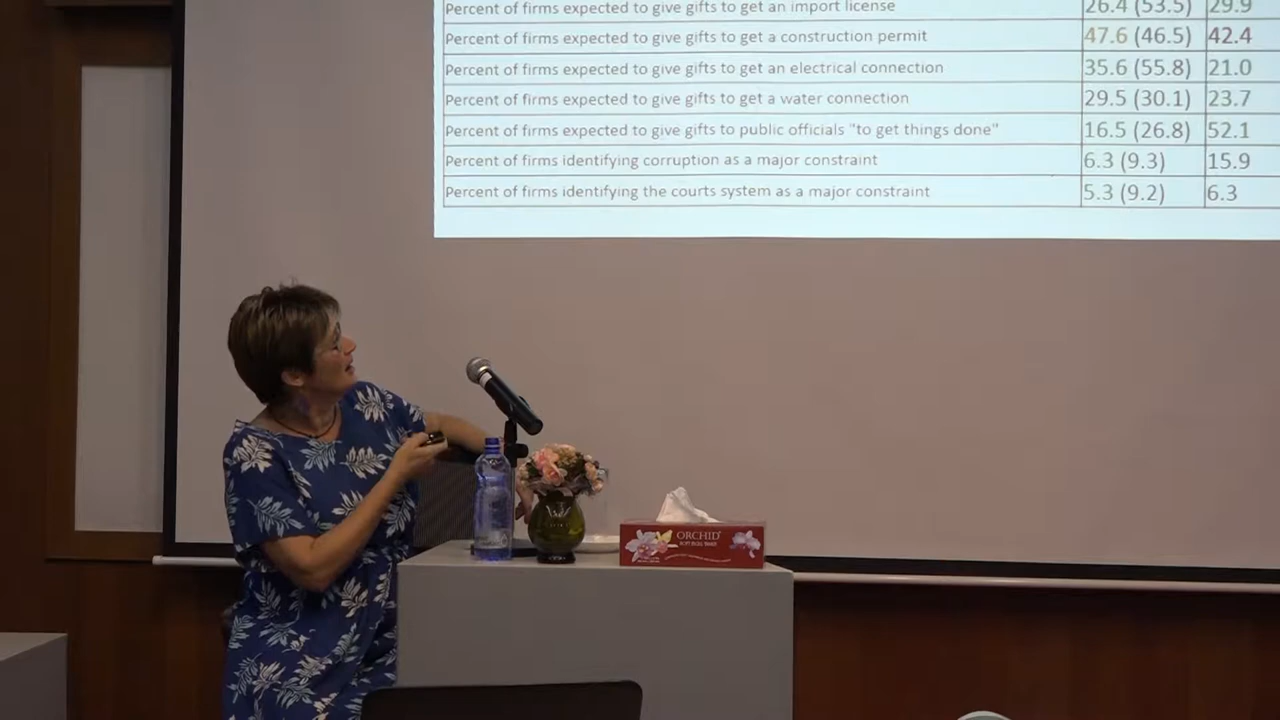 Percent of firms expected to give gifts to get an import license 26.4 (53.5) 29.9
Percent of firms expected to give gifts to get a construction permit 47.6 (46.5) 42.4
Percent of firms expected to give gifts to get an electrical connection 35.6 (55.8) 21.0
Percent of firms expected to give gifts to get a water connection 29.5 (30.1) 23.7
Percent of firms expected to give gifts to public officials "to get things done" 16.5 (26.8) 52.1
Percent of firms identifying corruption as a major constraint 6.3 (9.3) 15.9
Percent of firms identifying the courts system as a major constraint 5.3 (9.2) 6.3
ORCHID